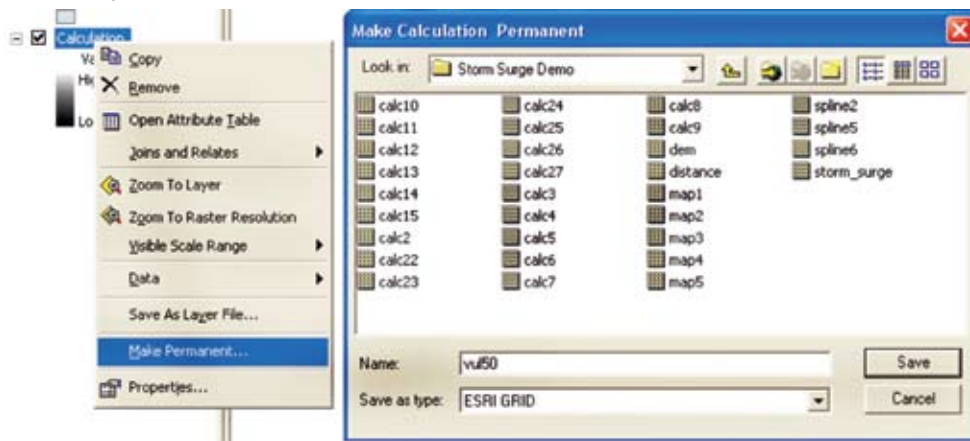 Calculation
Copy
Remove
Open Attribute Table
Joins and Relates
Zoom To Layer
Zoom To Raster Resolution
Visible Scale Range
Data
Save As Layer File...
Make Permanent...
Properties...
Make Calculation Permanent
Look in: Storm Surge Demo
calc10 calc24 calc8 spline2
calc11 calc25 calc9 spline5
calc12 calc26 dem spline6
calc13 calc27 distance storm_surge
calc14 calc3 map1
calc15 calc4 map2
calc2 calc5 map3
calc22 calc6 map4
calc23 calc7 map5
Name: vul50 Save
Save as type: ESRI GRID Cancel